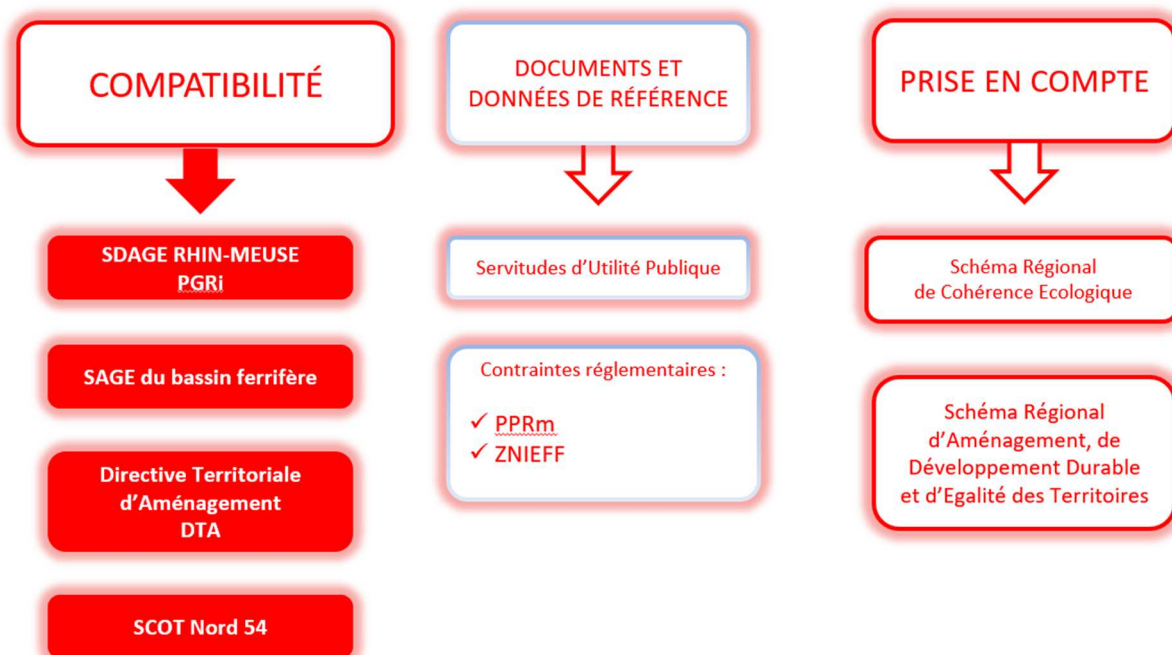 COMPATIBILITÉ
SDAGE RHIN-MEUSE
PGRi
SAGE du bassin ferrifère
Directive Territoriale
d'Aménagement
DTA
SCOT Nord 54
DOCUMENTS ET
DONNÉES DE RÉFÉRENCE
Servitudes d'Utilité Publique
Contraintes réglementaires :
✓ PPRm
✓ ZNIEFF
PRISE EN COMPTE
Schéma Régional
de Cohérence Ecologique
Schéma Régional
d'Aménagement, de
Développement Durable
et d'Egalité des Territoires